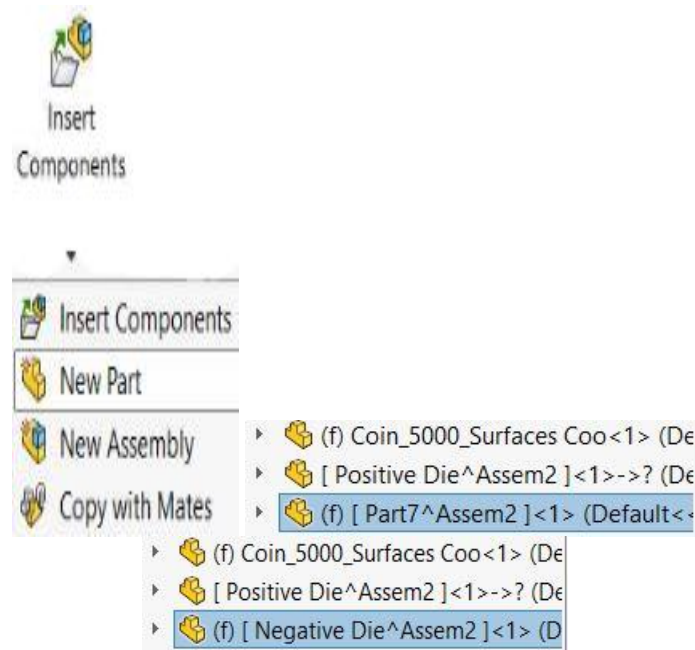 Insert
Components
Insert Components
New Part
New Assembly
Copy with Mates
(f) Coin_5000_Surfaces Coo<1> (De
[ Positive Die^Assem2 ]<1>->? (De
(f) [ Part7^Assem2 ]<1> (Default<<
(f) Coin_5000_Surfaces Coo<1> (De
[ Positive Die^Assem2 ]<1>->? (De
(f) [ Negative Die^Assem2 ]<1> (D